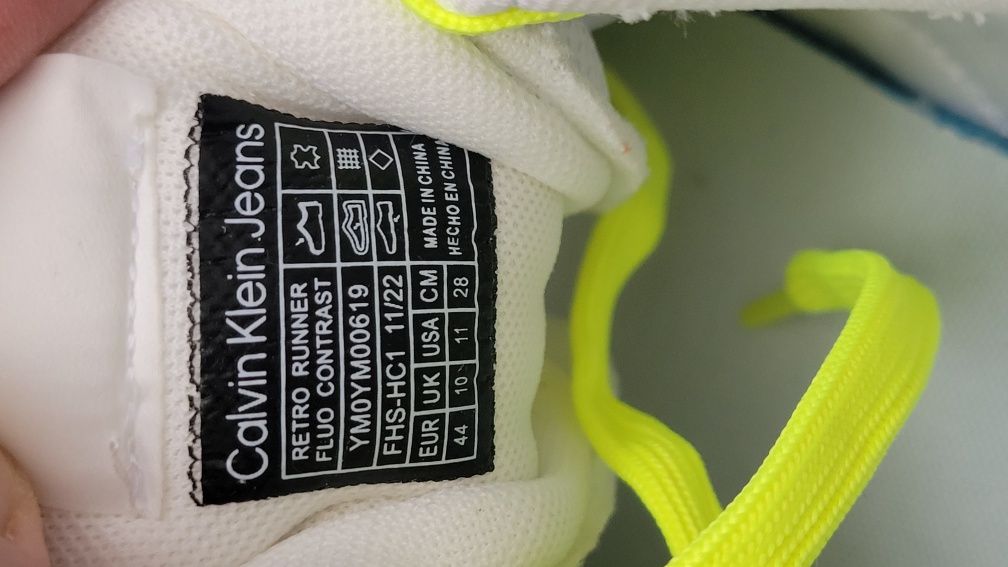 Calvin Klein Jeans
RETRO RUNNER
FLUO CONTRAST
YM0YM00619
FHS-HC1 11/22
MADE IN CHINA
HECHO EN CHINA
EUR UK USA CM
44 10 11 28